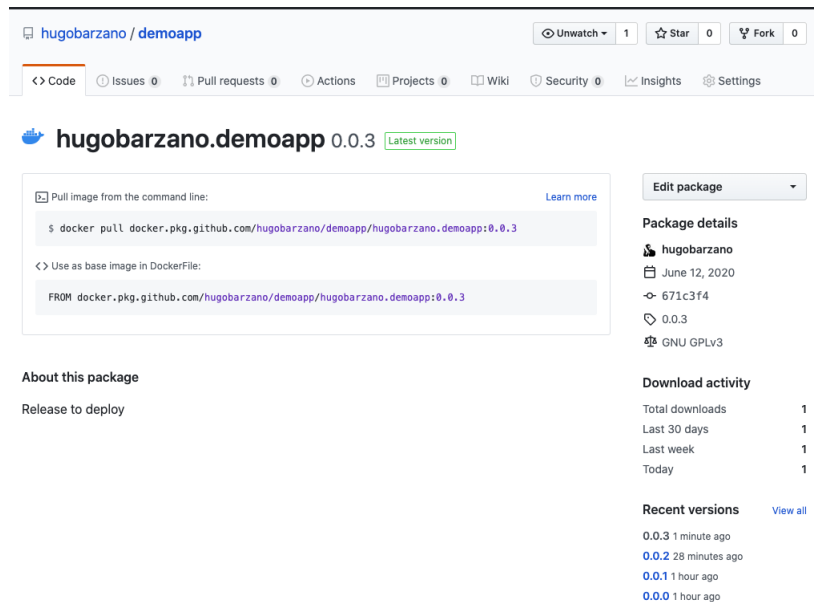 hugobarzano / demoapp
Unwatch 1 Star 0 Fork 0
Code Issues 0 Pull requests 0 Actions Projects 0 Wiki Security 0 Insights Settings
hugobarzano.demoapp 0.0.3 Latest version
Pull image from the command line: Learn more
$ docker pull docker.pkg.github.com/hugobarzano/demoapp/hugobarzano.demoapp:0.0.3
Use as base image in DockerFile:
FROM docker.pkg.github.com/hugobarzano/demoapp/hugobarzano.demoapp:0.0.3
About this package
Release to deploy
Edit package
Package details
hugobarzano
June 12, 2020
671c3f4
0.0.3
GNU GPLv3
Download activity
Total downloads 1
Last 30 days 1
Last week 1
Today 1
Recent versions View all
0.0.3 1 minute ago
0.0.2 28 minutes ago
0.0.1 1 hour ago
0.0.0 1 hour ago